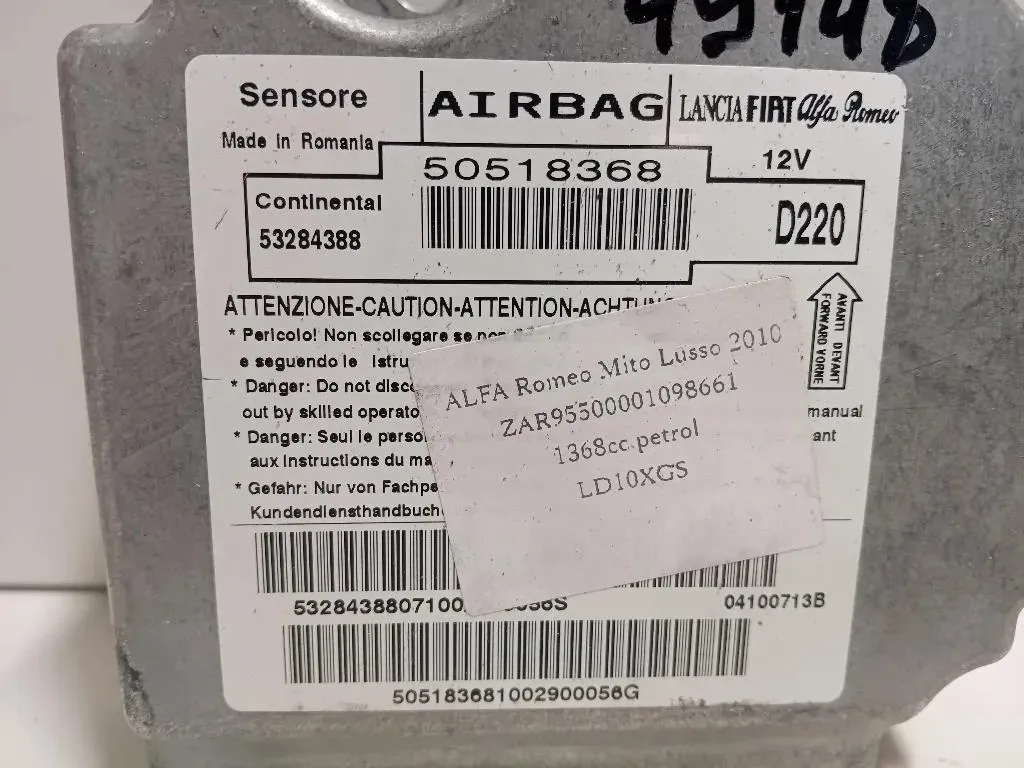 Sensore
AIRBAG
LANCIA FIAT Alfa Romeo
Made in Romania
50518368
12V
Continental
53284388
D220
ATTENZIONE-CAUTION-ATTENTION-ACHTUNG
AVANTI DEVANT
FORWARD VORNE
* Pericolo! Non scollegare se non
e seguendo le istru
* Danger: Do not disc
out by skilled operato
manual
* Danger: Seul le perso
ant
aux instructions du ma
* Gefahr: Nur von Fachpe
Kundendiensthandbuch
ALFA Romeo Mito Lusso 2010
ZAR95500001098661
1368cc petrol
LD10XGS
04100713B
505183681002900056G